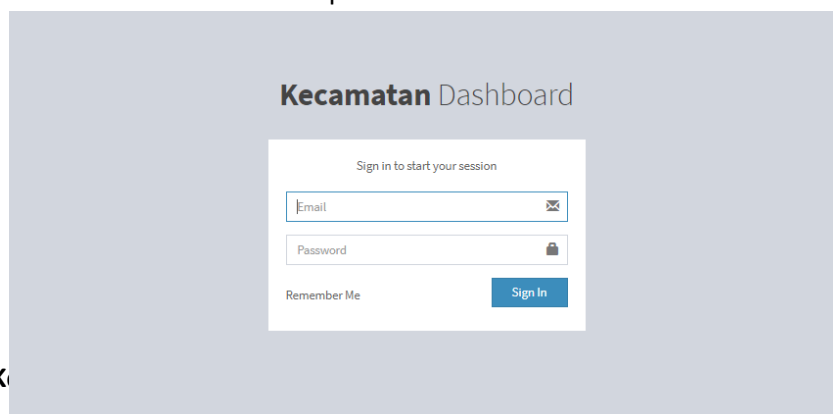 Kecamatan Dashboard
Sign in to start your session
Email
Password
Remember Me
Sign In